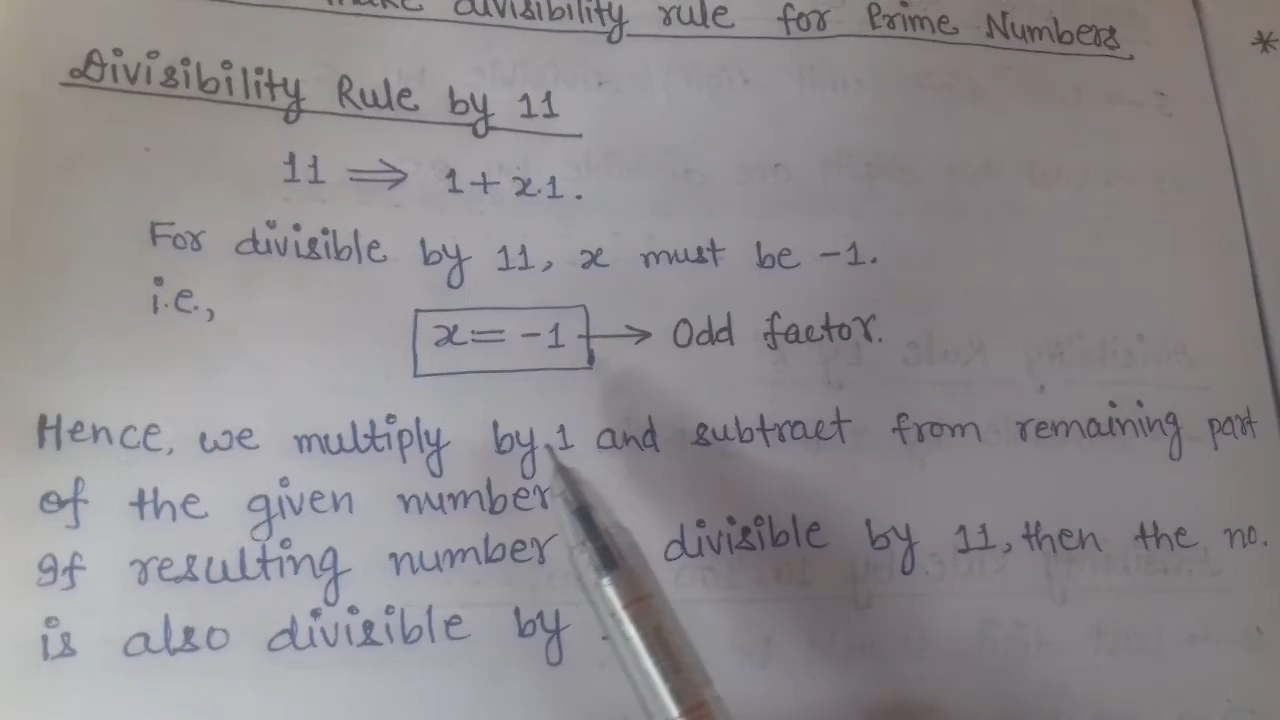 make divisibility rule for Prime Numbers
*
Divisibility Rule by 11
11 ⟹ 1+x.1.
For divisible by 11, x must be -1.
i.e.,
x = -1 → Odd factor.
Hence, we multiply by 1 and subtract from remaining part
of the given number
If resulting number divisible by 11, then the no.
is also divisible by